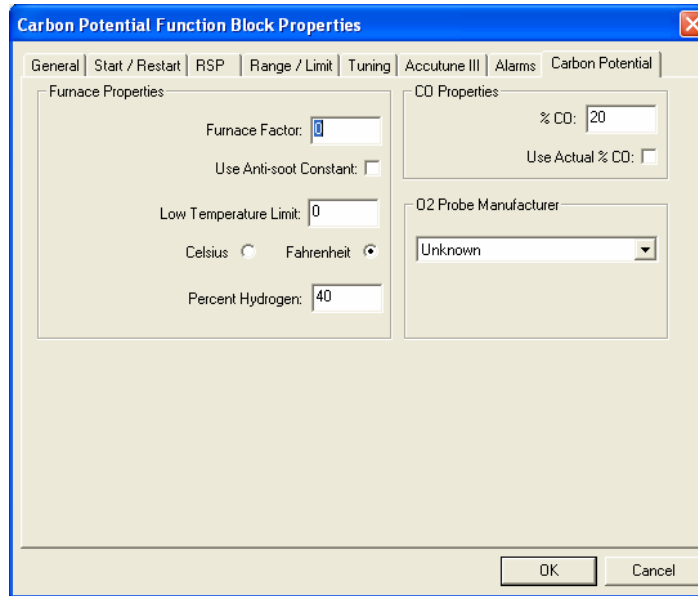 Carbon Potential Function Block Properties
General Start / Restart RSP Range / Limit Tuning Accutune III Alarms Carbon Potential
Furnace Properties
Furnace Factor: 0
Use Anti-soot Constant:
Low Temperature Limit: 0
Celsius Fahrenheit
Percent Hydrogen: 40
CO Properties
% CO: 20
Use Actual % CO:
O2 Probe Manufacturer
Unknown
OK Cancel